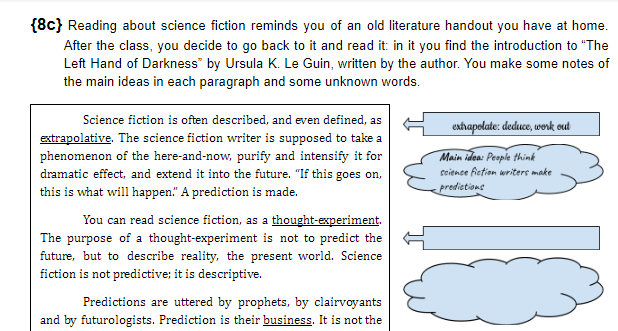 {8c} Reading about science fiction reminds you of an old literature handout you have at home.
After the class, you decide to go back to it and read it: in it you find the introduction to “The
Left Hand of Darkness” by Ursula K. Le Guin, written by the author. You make some notes of
the main ideas in each paragraph and some unknown words.
Science fiction is often described, and even defined, as
extrapolative. The science fiction writer is supposed to take a
phenomenon of the here-and-now, purify and intensify it for
dramatic effect, and extend it into the future. “If this goes on,
this is what will happen.” A prediction is made.
You can read science fiction, as a thought-experiment.
The purpose of a thought-experiment is not to predict the
future, but to describe reality, the present world. Science
fiction is not predictive; it is descriptive.
Predictions are uttered by prophets, by clairvoyants
and by futurologists. Prediction is their business. It is not the
extrapolate: deduce, work out
Main idea: People think
science fiction writers make
predictions